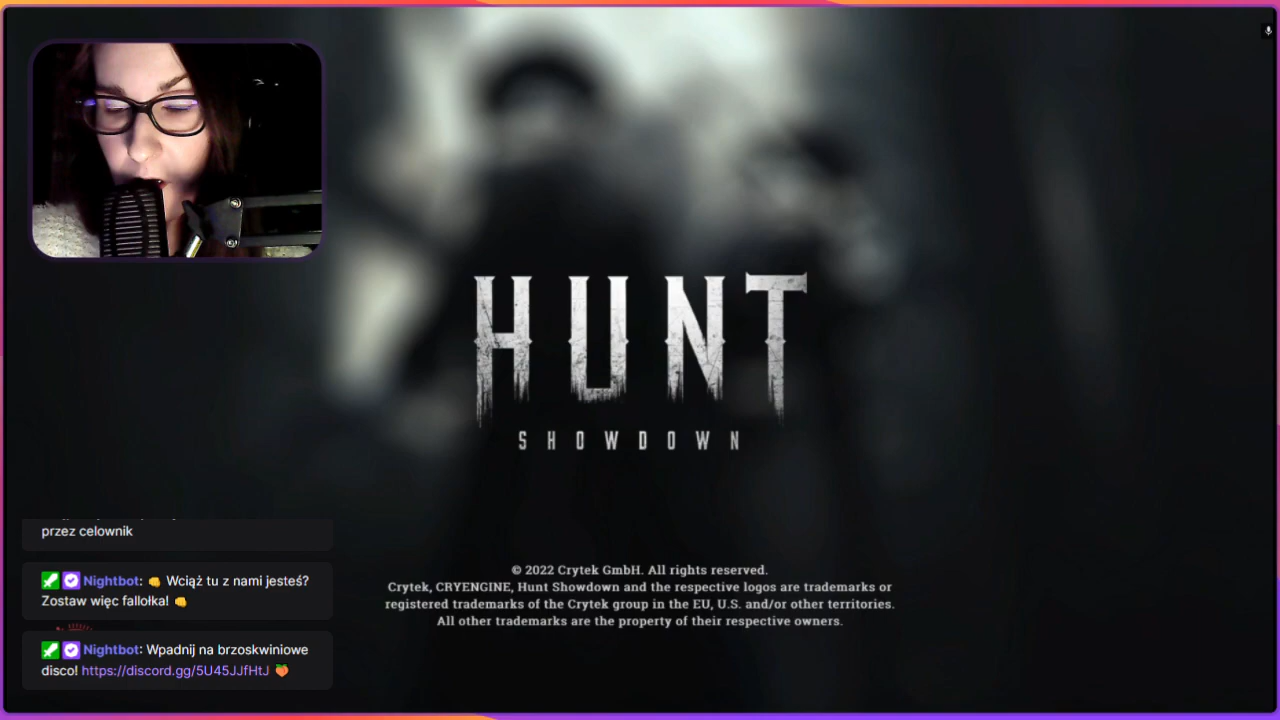 HUNT
SHOWDOWN
© 2022 Crytek GmbH. All rights reserved.
Crytek, CRYENGINE, Hunt Showdown and the respective logos are trademarks or
registered trademarks of the Crytek group in the EU, U.S. and/or other territories.
All other trademarks are the property of their respective owners.
przez celownik
Nightbot: 👊 Wciąż tu z nami jesteś?
Zostaw więc fallołka! 👊
Nightbot: Wpadnij na brzoskwiniowe
disco! https://discord.gg/5U45JJfHtJ 🍑